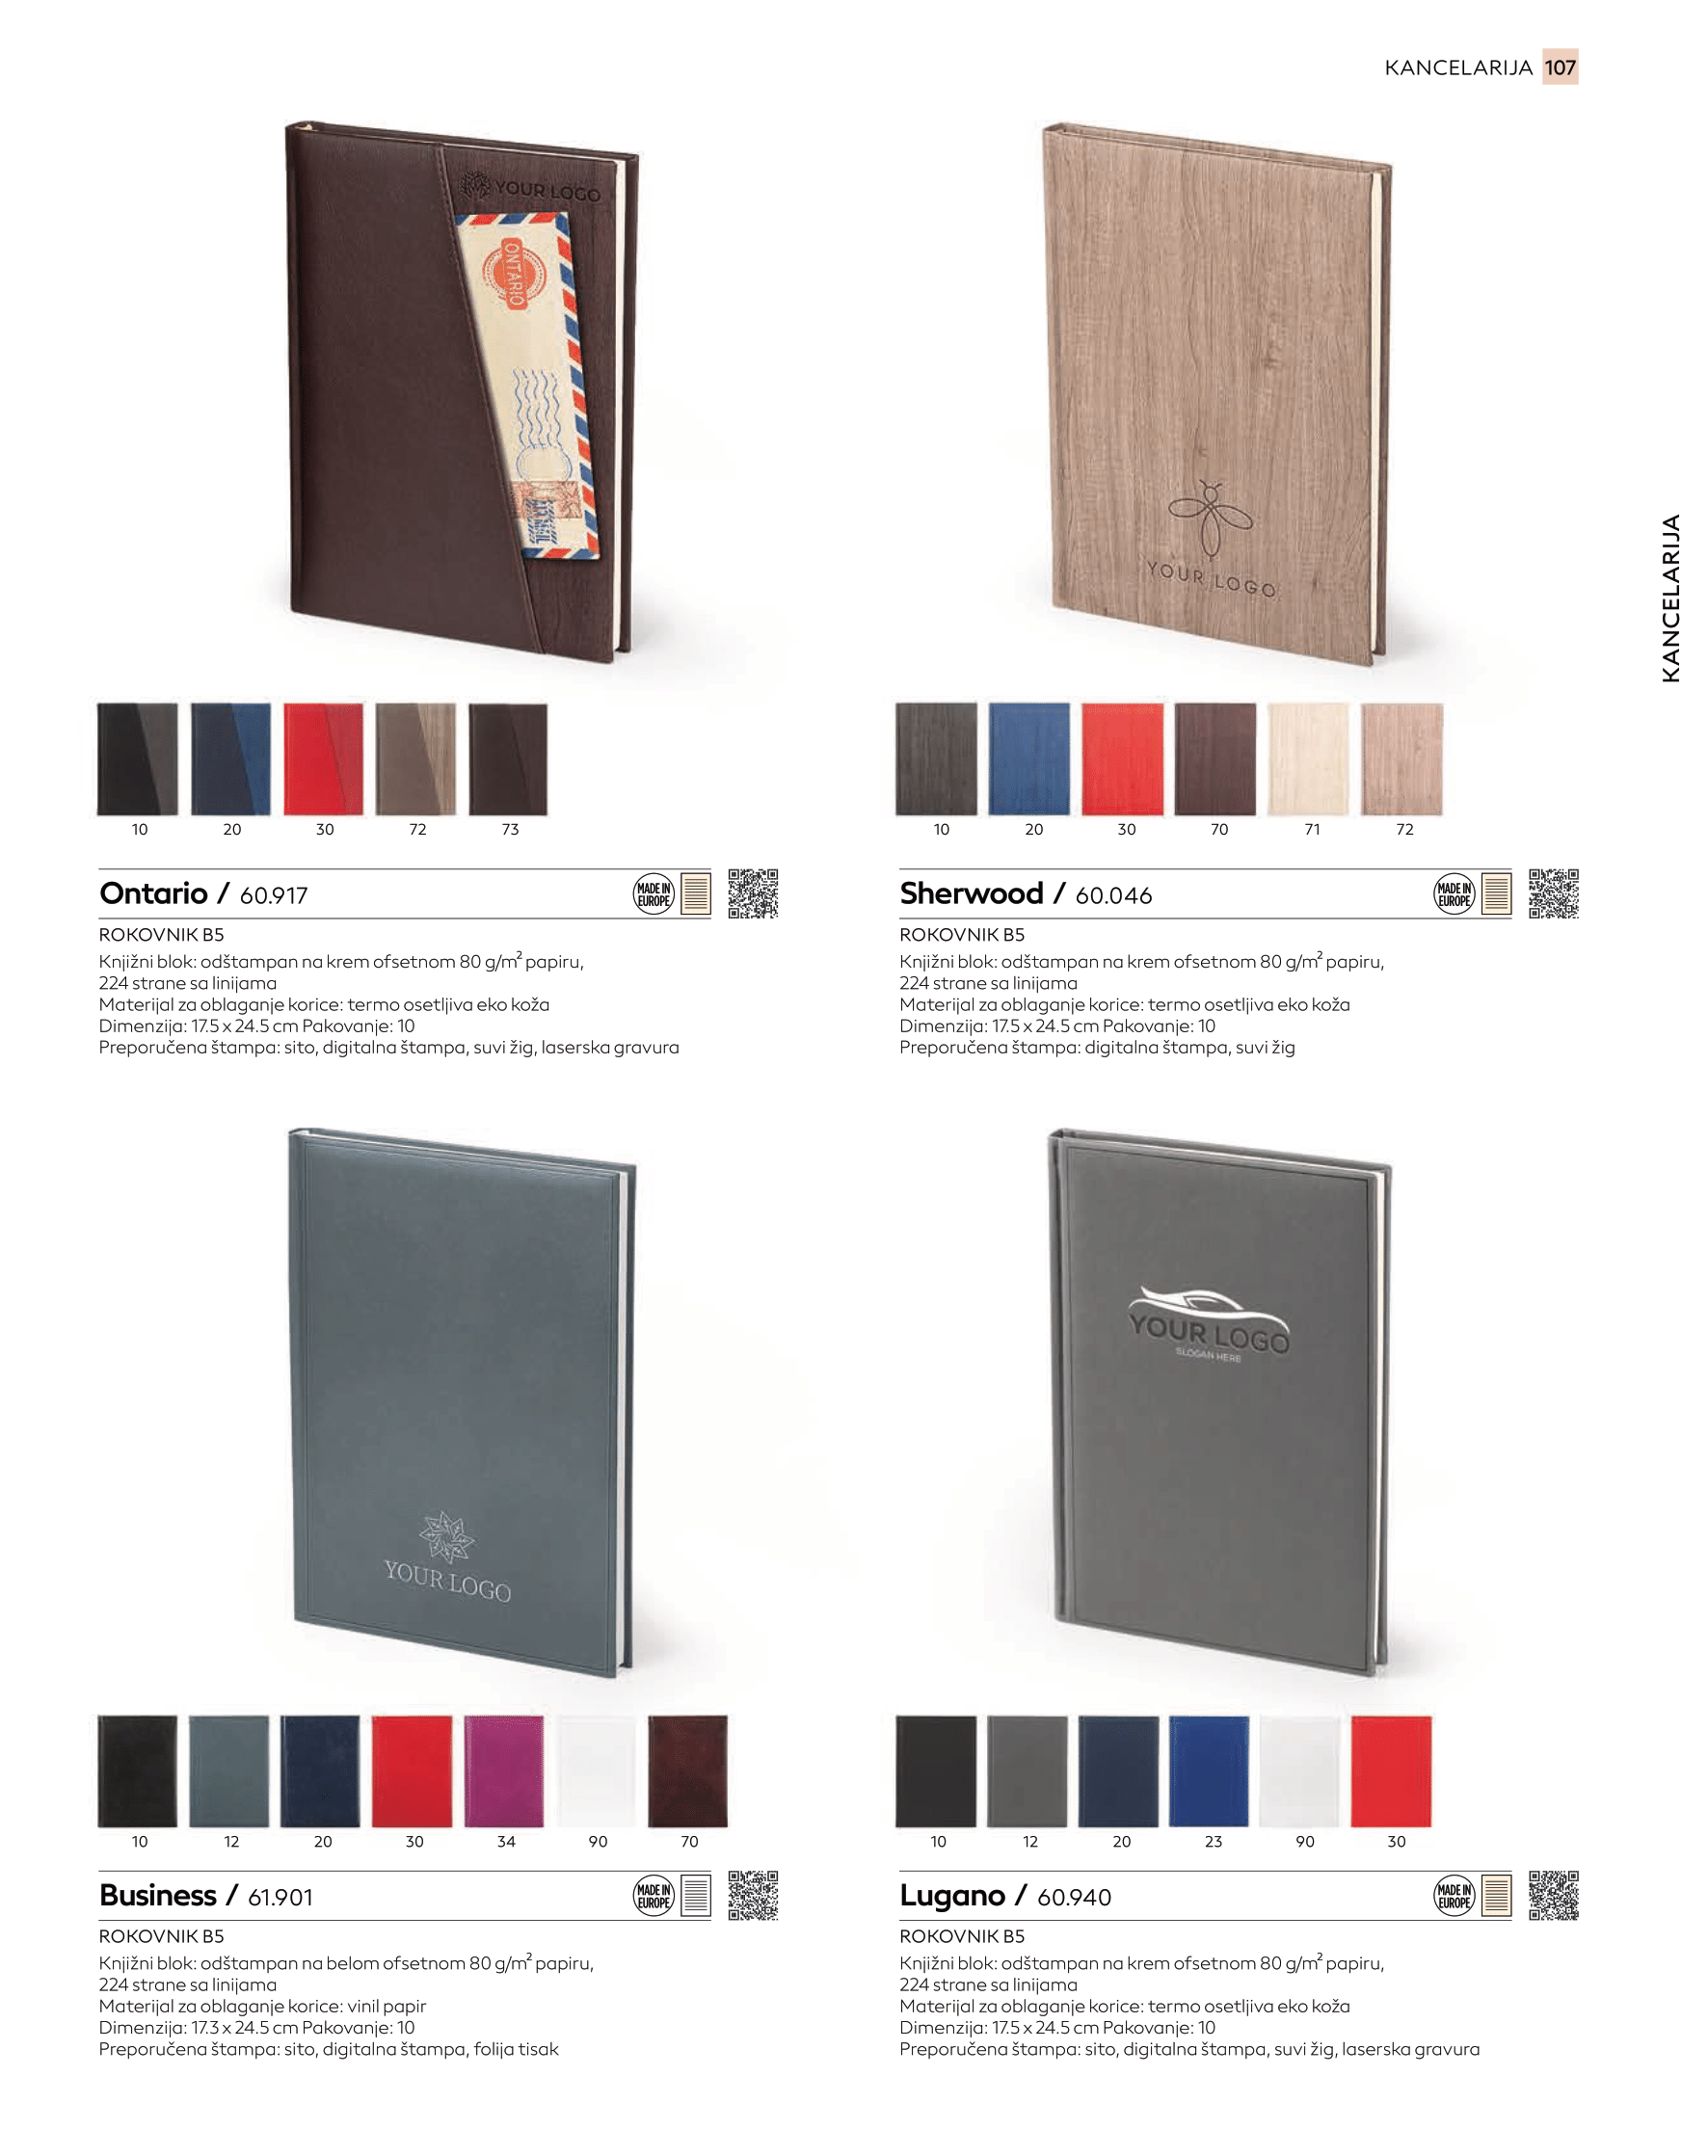 KANCELARIJA 107
YOUR LOGO
ONTARIO
YOUR LOGO
KANCELARIJA
10 20 30 72 73
10 20 30 70 71 72
Ontario / 60.917
MADE IN
EUROPE
ROKOVNIK B5
Knjižni blok: odštampan na krem ofsetnom 80 g/m² papiru,
224 strane sa linijama
Materijal za oblaganje korice: termo osetljiva eko koža
Dimenzija: 17.5 x 24.5 cm Pakovanje: 10
Preporučena štampa: sito, digitalna štampa, suvi žig, laserska gravura
Sherwood / 60.046
MADE IN
EUROPE
ROKOVNIK B5
Knjižni blok: odštampan na krem ofsetnom 80 g/m² papiru,
224 strane sa linijama
Materijal za oblaganje korice: termo osetljiva eko koža
Dimenzija: 17.5 x 24.5 cm Pakovanje: 10
Preporučena štampa: digitalna štampa, suvi žig
YOUR LOGO
YOUR LOGO
SLOGAN HERE
10 12 20 30 34 90 70
10 12 20 23 90 30
Business / 61.901
MADE IN
EUROPE
ROKOVNIK B5
Knjižni blok: odštampan na belom ofsetnom 80 g/m² papiru,
224 strane sa linijama
Materijal za oblaganje korice: vinil papir
Dimenzija: 17.3 x 24.5 cm Pakovanje: 10
Preporučena štampa: sito, digitalna štampa, folija tisak
Lugano / 60.940
MADE IN
EUROPE
ROKOVNIK B5
Knjižni blok: odštampan na krem ofsetnom 80 g/m² papiru,
224 strane sa linijama
Materijal za oblaganje korice: termo osetljiva eko koža
Dimenzija: 17.5 x 24.5 cm Pakovanje: 10
Preporučena štampa: sito, digitalna štampa, suvi žig, laserska gravura